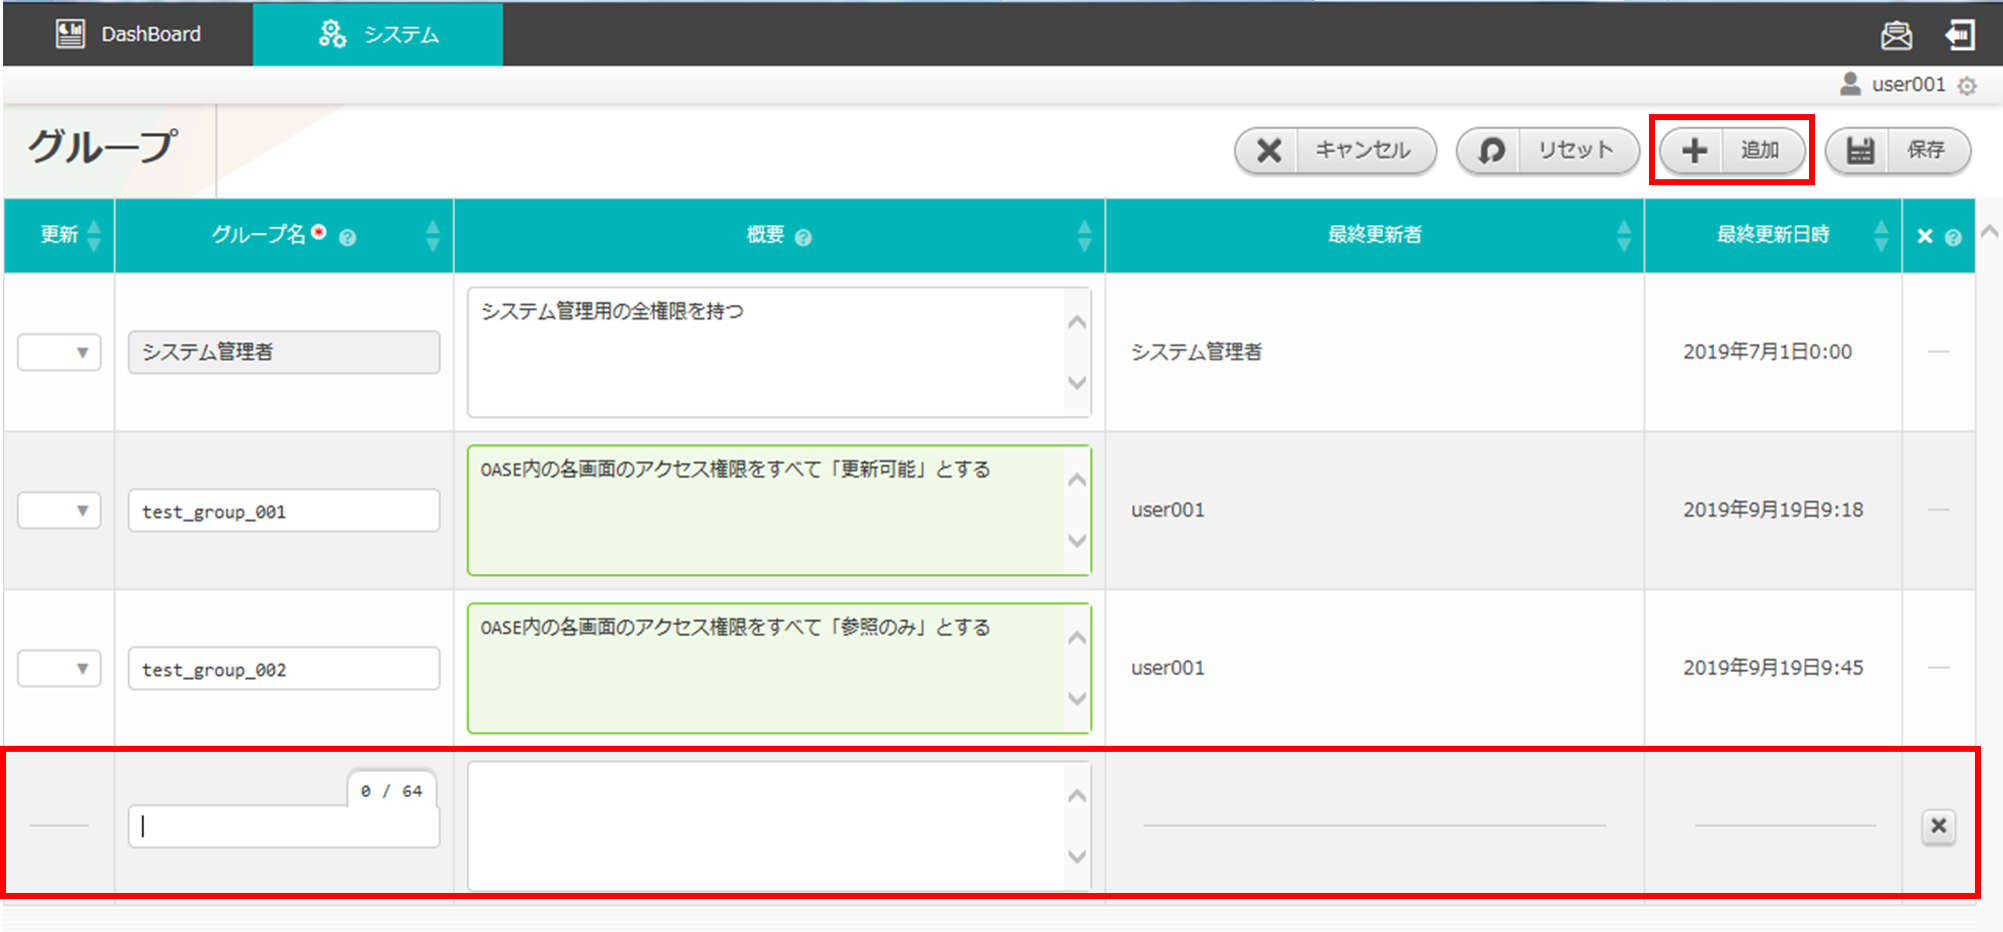 DashBoard
システム
user001
グループ
キャンセル
リセット
追加
保存
更新
グループ名
概要
最終更新者
最終更新日時
システム管理者
システム管理用の全権限を持つ
システム管理者
2019年7月1日0:00
test_group_001
OASE内の各画面のアクセス権限をすべて「更新可能」とする
user001
2019年9月19日9:18
test_group_002
OASE内の各画面のアクセス権限をすべて「参照のみ」とする
user001
2019年9月19日9:45
0 / 64